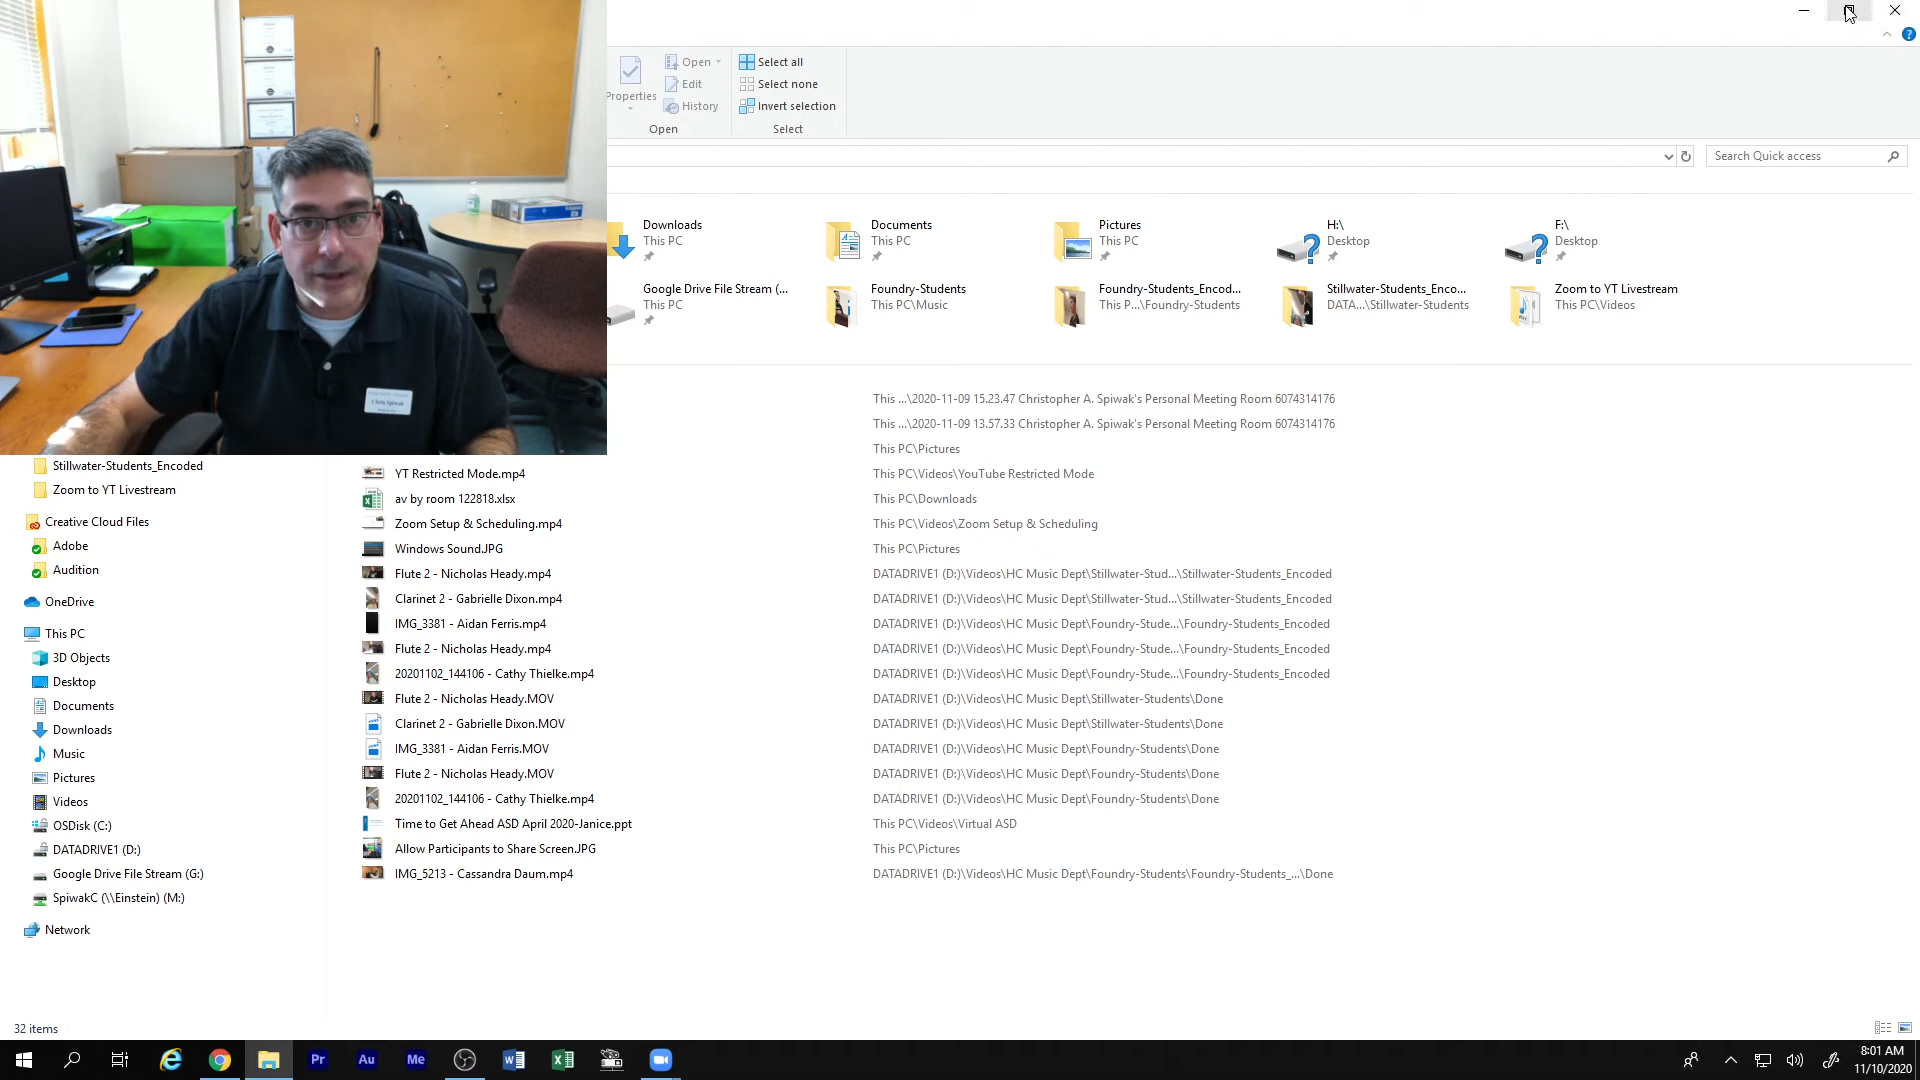 Properties
Open
Edit
History
Open
Select all
Select none
Invert selection
Select
Search Quick access
Downloads
This PC
Documents
This PC
Pictures
This PC
H:\
Desktop
F:\
Desktop
Google Drive File Stream (...
This PC
Foundry-Students
This PC\Music
Foundry-Students_Encod...
This P...\Foundry-Students
Stillwater-Students_Enco...
DATA...\Stillwater-Students
Zoom to YT Livestream
This PC\Videos
Chris Spiwak
This ...\2020-11-09 15.23.47 Christopher A. Spiwak's Personal Meeting Room 6074314176
This ...\2020-11-09 13.57.33 Christopher A. Spiwak's Personal Meeting Room 6074314176
This PC\Pictures
YT Restricted Mode.mp4 This PC\Videos\YouTube Restricted Mode
av by room 122818.xlsx This PC\Downloads
Zoom Setup & Scheduling.mp4 This PC\Videos\Zoom Setup & Scheduling
Windows Sound.JPG This PC\Pictures
Flute 2 - Nicholas Heady.mp4 DATADRIVE1 (D:)\Videos\HC Music Dept\Stillwater-Stud...\Stillwater-Students_Encoded
Clarinet 2 - Gabrielle Dixon.mp4 DATADRIVE1 (D:)\Videos\HC Music Dept\Stillwater-Stud...\Stillwater-Students_Encoded
IMG_3381 - Aidan Ferris.mp4 DATADRIVE1 (D:)\Videos\HC Music Dept\Foundry-Stude...\Foundry-Students_Encoded
Flute 2 - Nicholas Heady.mp4 DATADRIVE1 (D:)\Videos\HC Music Dept\Foundry-Stude...\Foundry-Students_Encoded
20201102_144106 - Cathy Thielke.mp4 DATADRIVE1 (D:)\Videos\HC Music Dept\Foundry-Stude...\Foundry-Students_Encoded
Flute 2 - Nicholas Heady.MOV DATADRIVE1 (D:)\Videos\HC Music Dept\Stillwater-Students\Done
Clarinet 2 - Gabrielle Dixon.MOV DATADRIVE1 (D:)\Videos\HC Music Dept\Stillwater-Students\Done
IMG_3381 - Aidan Ferris.MOV DATADRIVE1 (D:)\Videos\HC Music Dept\Foundry-Students\Done
Flute 2 - Nicholas Heady.MOV DATADRIVE1 (D:)\Videos\HC Music Dept\Foundry-Students\Done
20201102_144106 - Cathy Thielke.mp4 DATADRIVE1 (D:)\Videos\HC Music Dept\Foundry-Students\Done
Time to Get Ahead ASD April 2020-Janice.ppt This PC\Videos\Virtual ASD
Allow Participants to Share Screen.JPG This PC\Pictures
IMG_5213 - Cassandra Daum.mp4 DATADRIVE1 (D:)\Videos\HC Music Dept\Foundry-Students\Foundry-Students_...\Done
Stillwater-Students_Encoded
Zoom to YT Livestream
Creative Cloud Files
Adobe
Audition
OneDrive
This PC
3D Objects
Desktop
Documents
Downloads
Music
Pictures
Videos
OSDisk (C:)
DATADRIVE1 (D:)
Google Drive File Stream (G:)
SpiwakC (\\Einstein) (M:)
Network
32 items
Pr
Au
Me
8:01 AM
11/10/2020